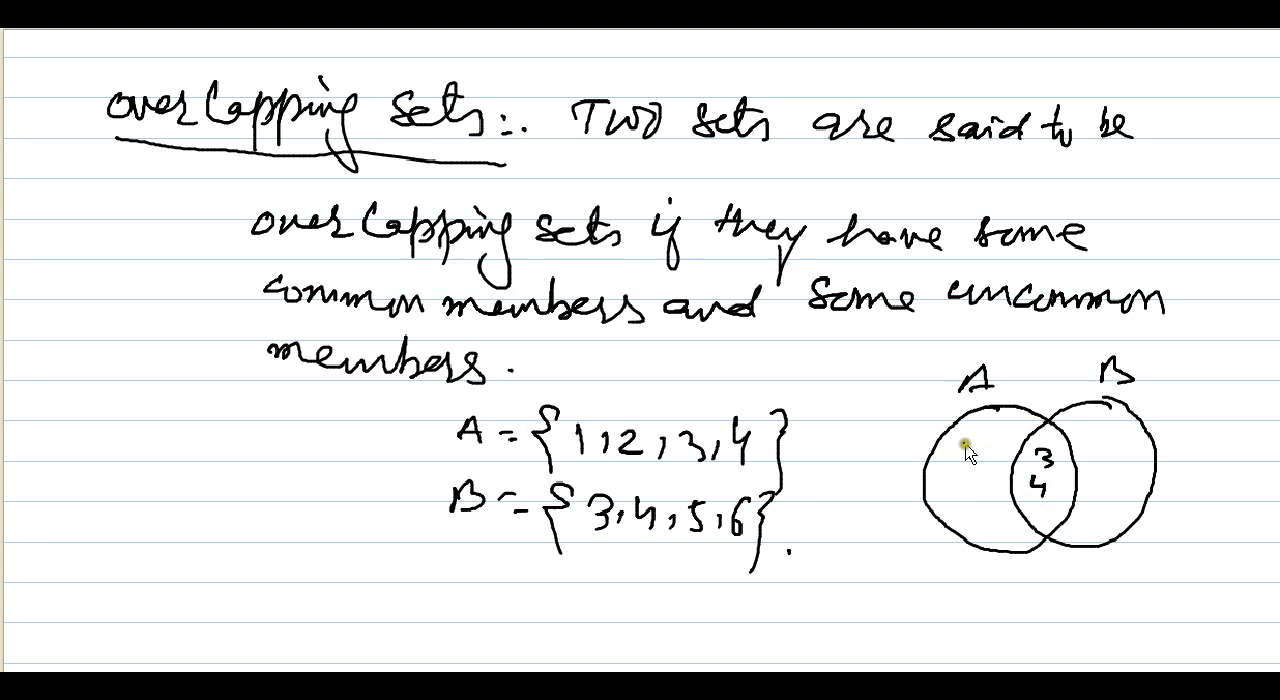 overlapping sets:. Two sets are said to be
overlapping sets if they have some
common members and some uncommon
members.
A = {1, 2, 3, 4}
B = {3, 4, 5, 6}.
A B
3
4